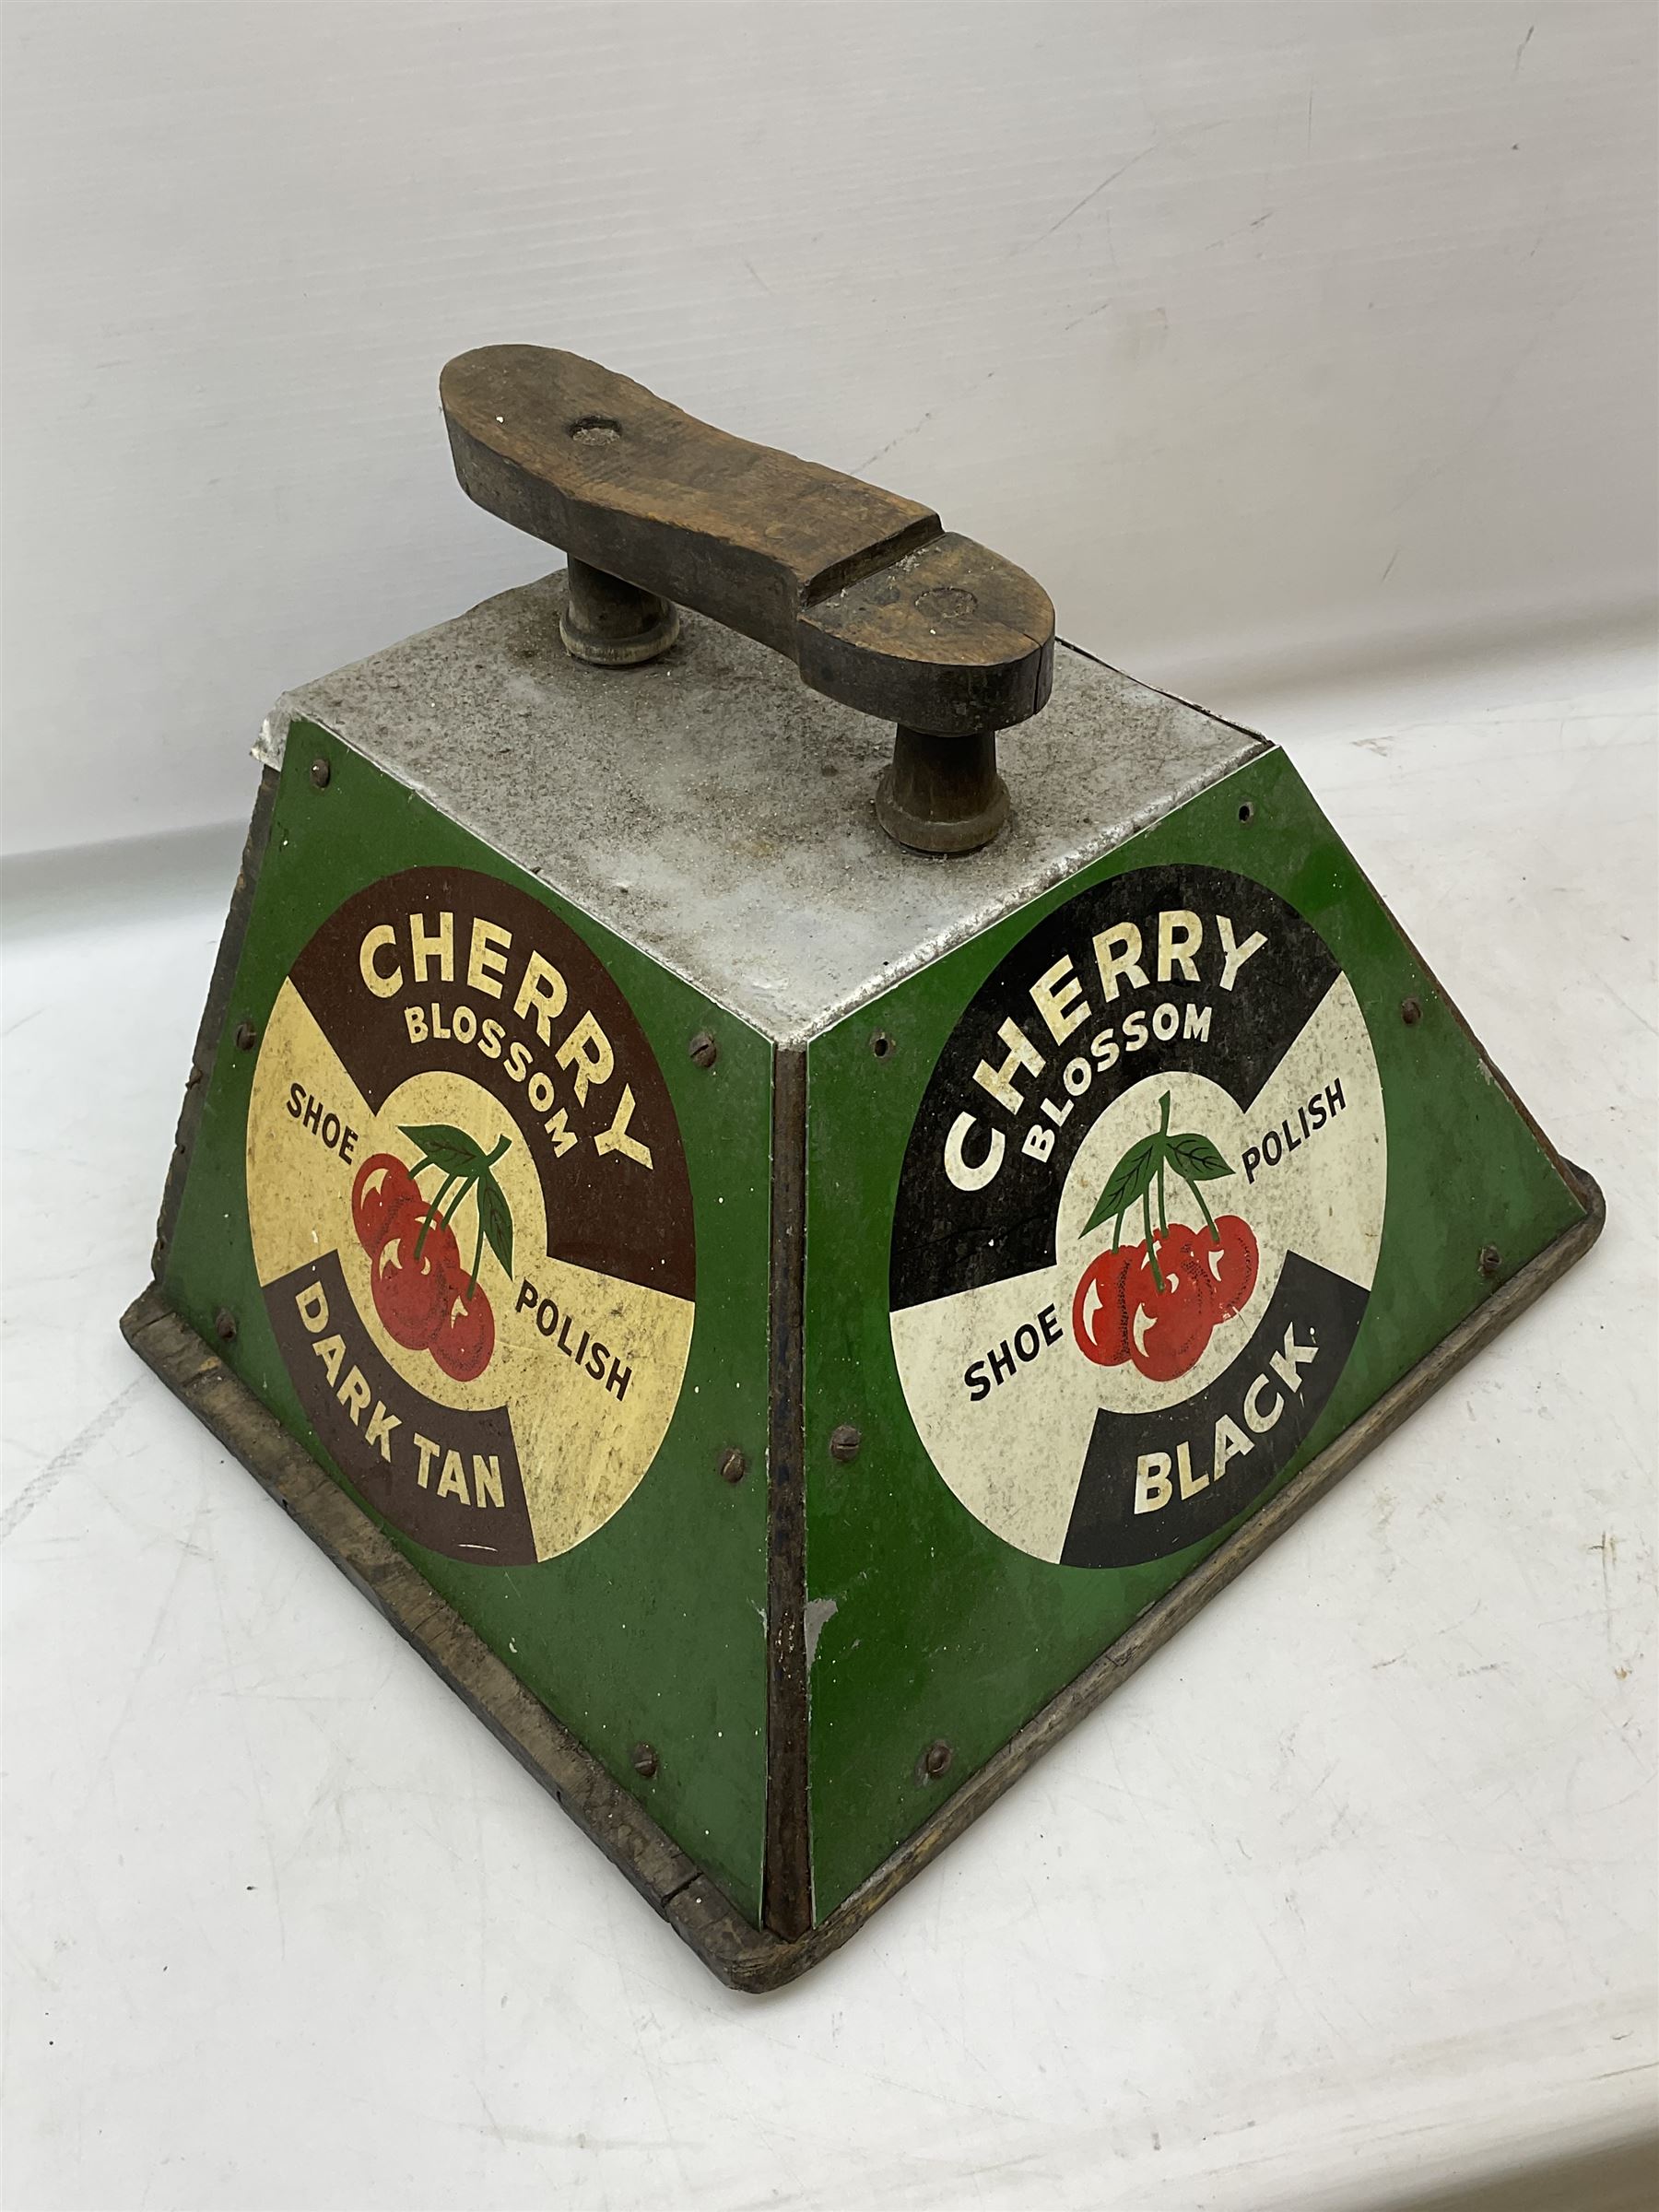 CHERRY
BLOSSOM
SHOE POLISH
DARK TAN
CHERRY
BLOSSOM
SHOE POLISH
BLACK